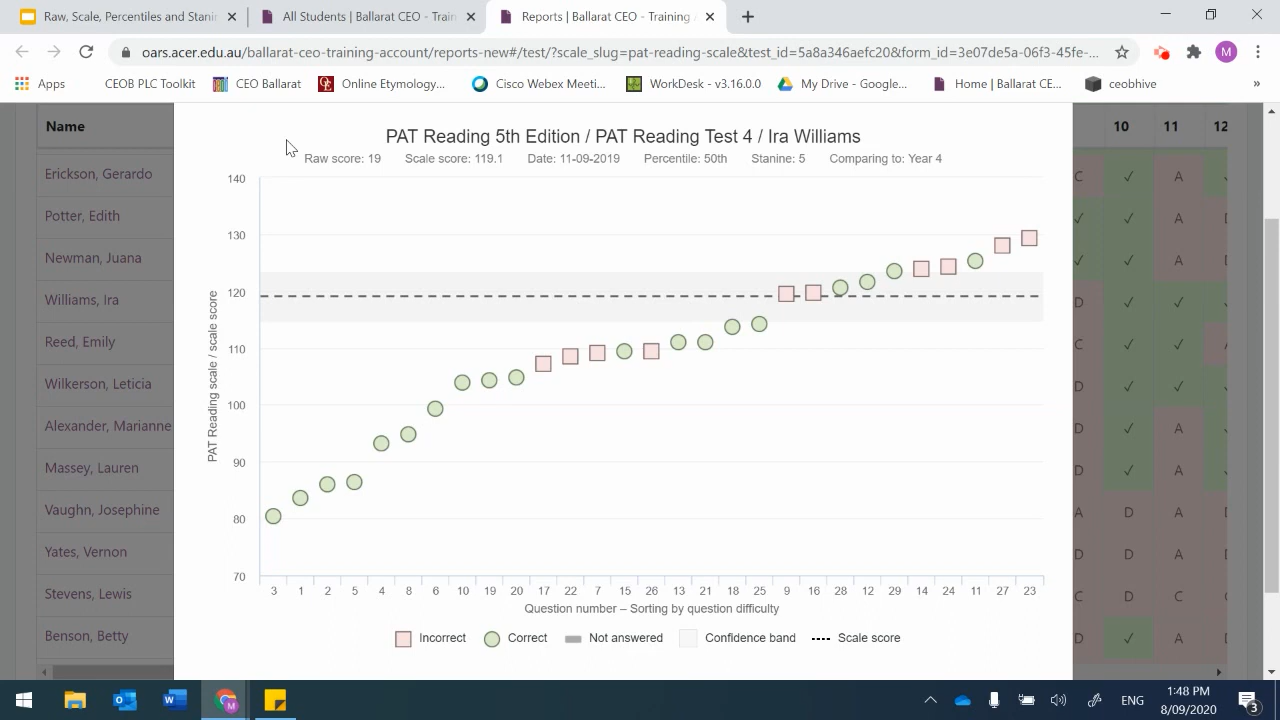 Raw, Scale, Percentiles and Stani
All Students | Ballarat CEO - Train
Reports | Ballarat CEO - Training
oars.acer.edu.au/ballarat-ceo-training-account/reports-new#/test/?scale_slug=pat-reading-scale&test_id=5a8a346aefc20&form_id=3e07de5a-06f3-45fe-...
M
Apps CEOB PLC Toolkit CEO Ballarat Online Etymology... Cisco Webex Meeti... WorkDesk - v3.16.0.0 My Drive - Google... Home | Ballarat CE... ceobhive »
Name 10 11 12
PAT Reading 5th Edition / PAT Reading Test 4 / Ira Williams
Raw score: 19 Scale score: 119.1 Date: 11-09-2019 Percentile: 50th Stanine: 5 Comparing to: Year 4
Erickson, Gerardo C ✓ A ✓
Potter, Edith ✓ ✓ A
Newman, Juana ✓ ✓ A
Williams, Ira D ✓ ✓ ✓
Reed, Emily C ✓ ✓
Wilkerson, Leticia D ✓ ✓ ✓
Alexander, Marianne D ✓ A ✓
Massey, Lauren D ✓ A ✓
Vaughn, Josephine A D A D
Yates, Vernon D D A D
Stevens, Lewis C D C C
Benson, Betty D ✓ A D
PAT Reading scale / scale score
140
130
120
110
100
90
80
70
3 1 2 5 4 8 6 10 19 20 17 22 7 15 26 13 21 18 25 9 16 28 12 29 14 24 11 27 23
Question number – Sorting by question difficulty
Incorrect Correct Not answered Confidence band Scale score
ENG
1:48 PM
8/09/2020
3